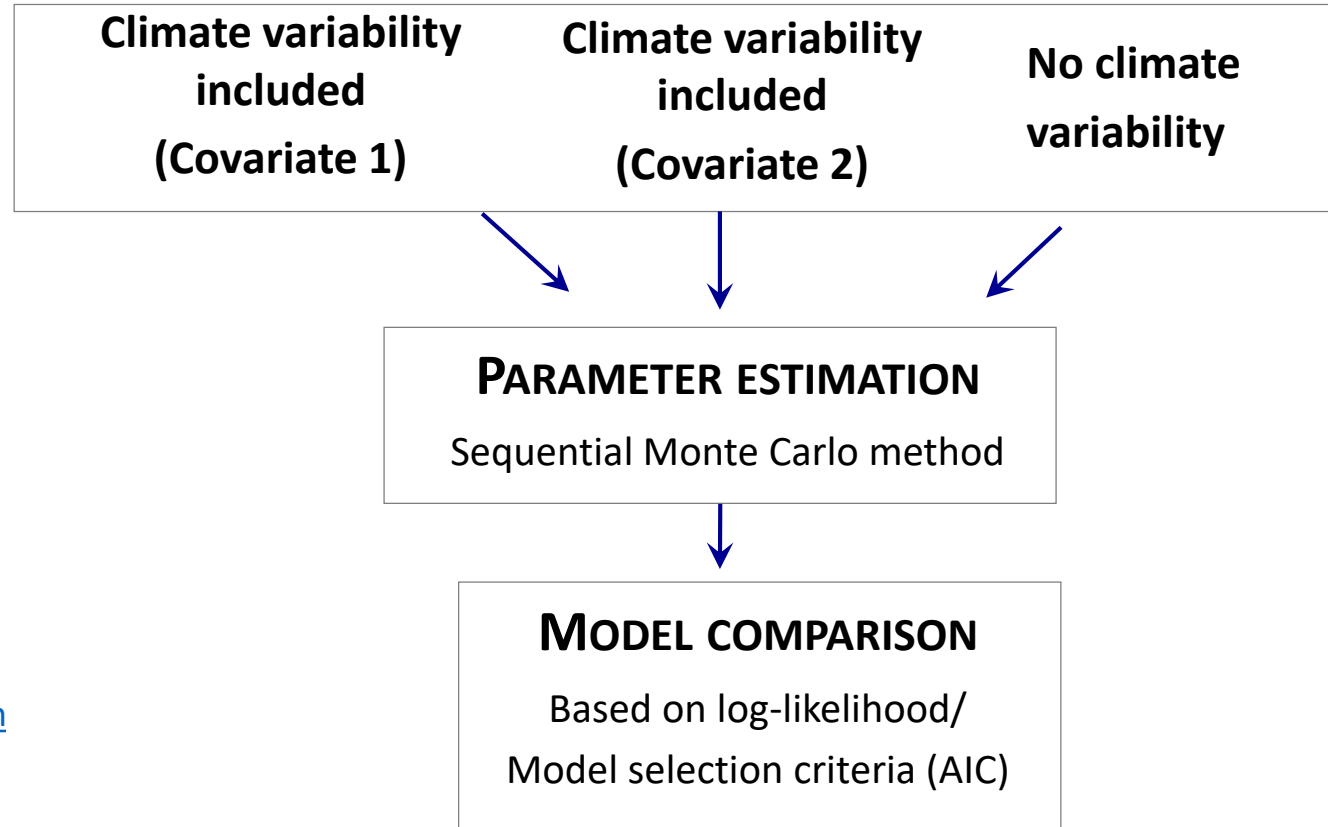 Climate variability
included
(Covariate 1)
Climate variability
included
(Covariate 2)
No climate
variability
PARAMETER ESTIMATION
Sequential Monte Carlo method
MODEL COMPARISON
Based on log-likelihood/
Model selection criteria (AIC)